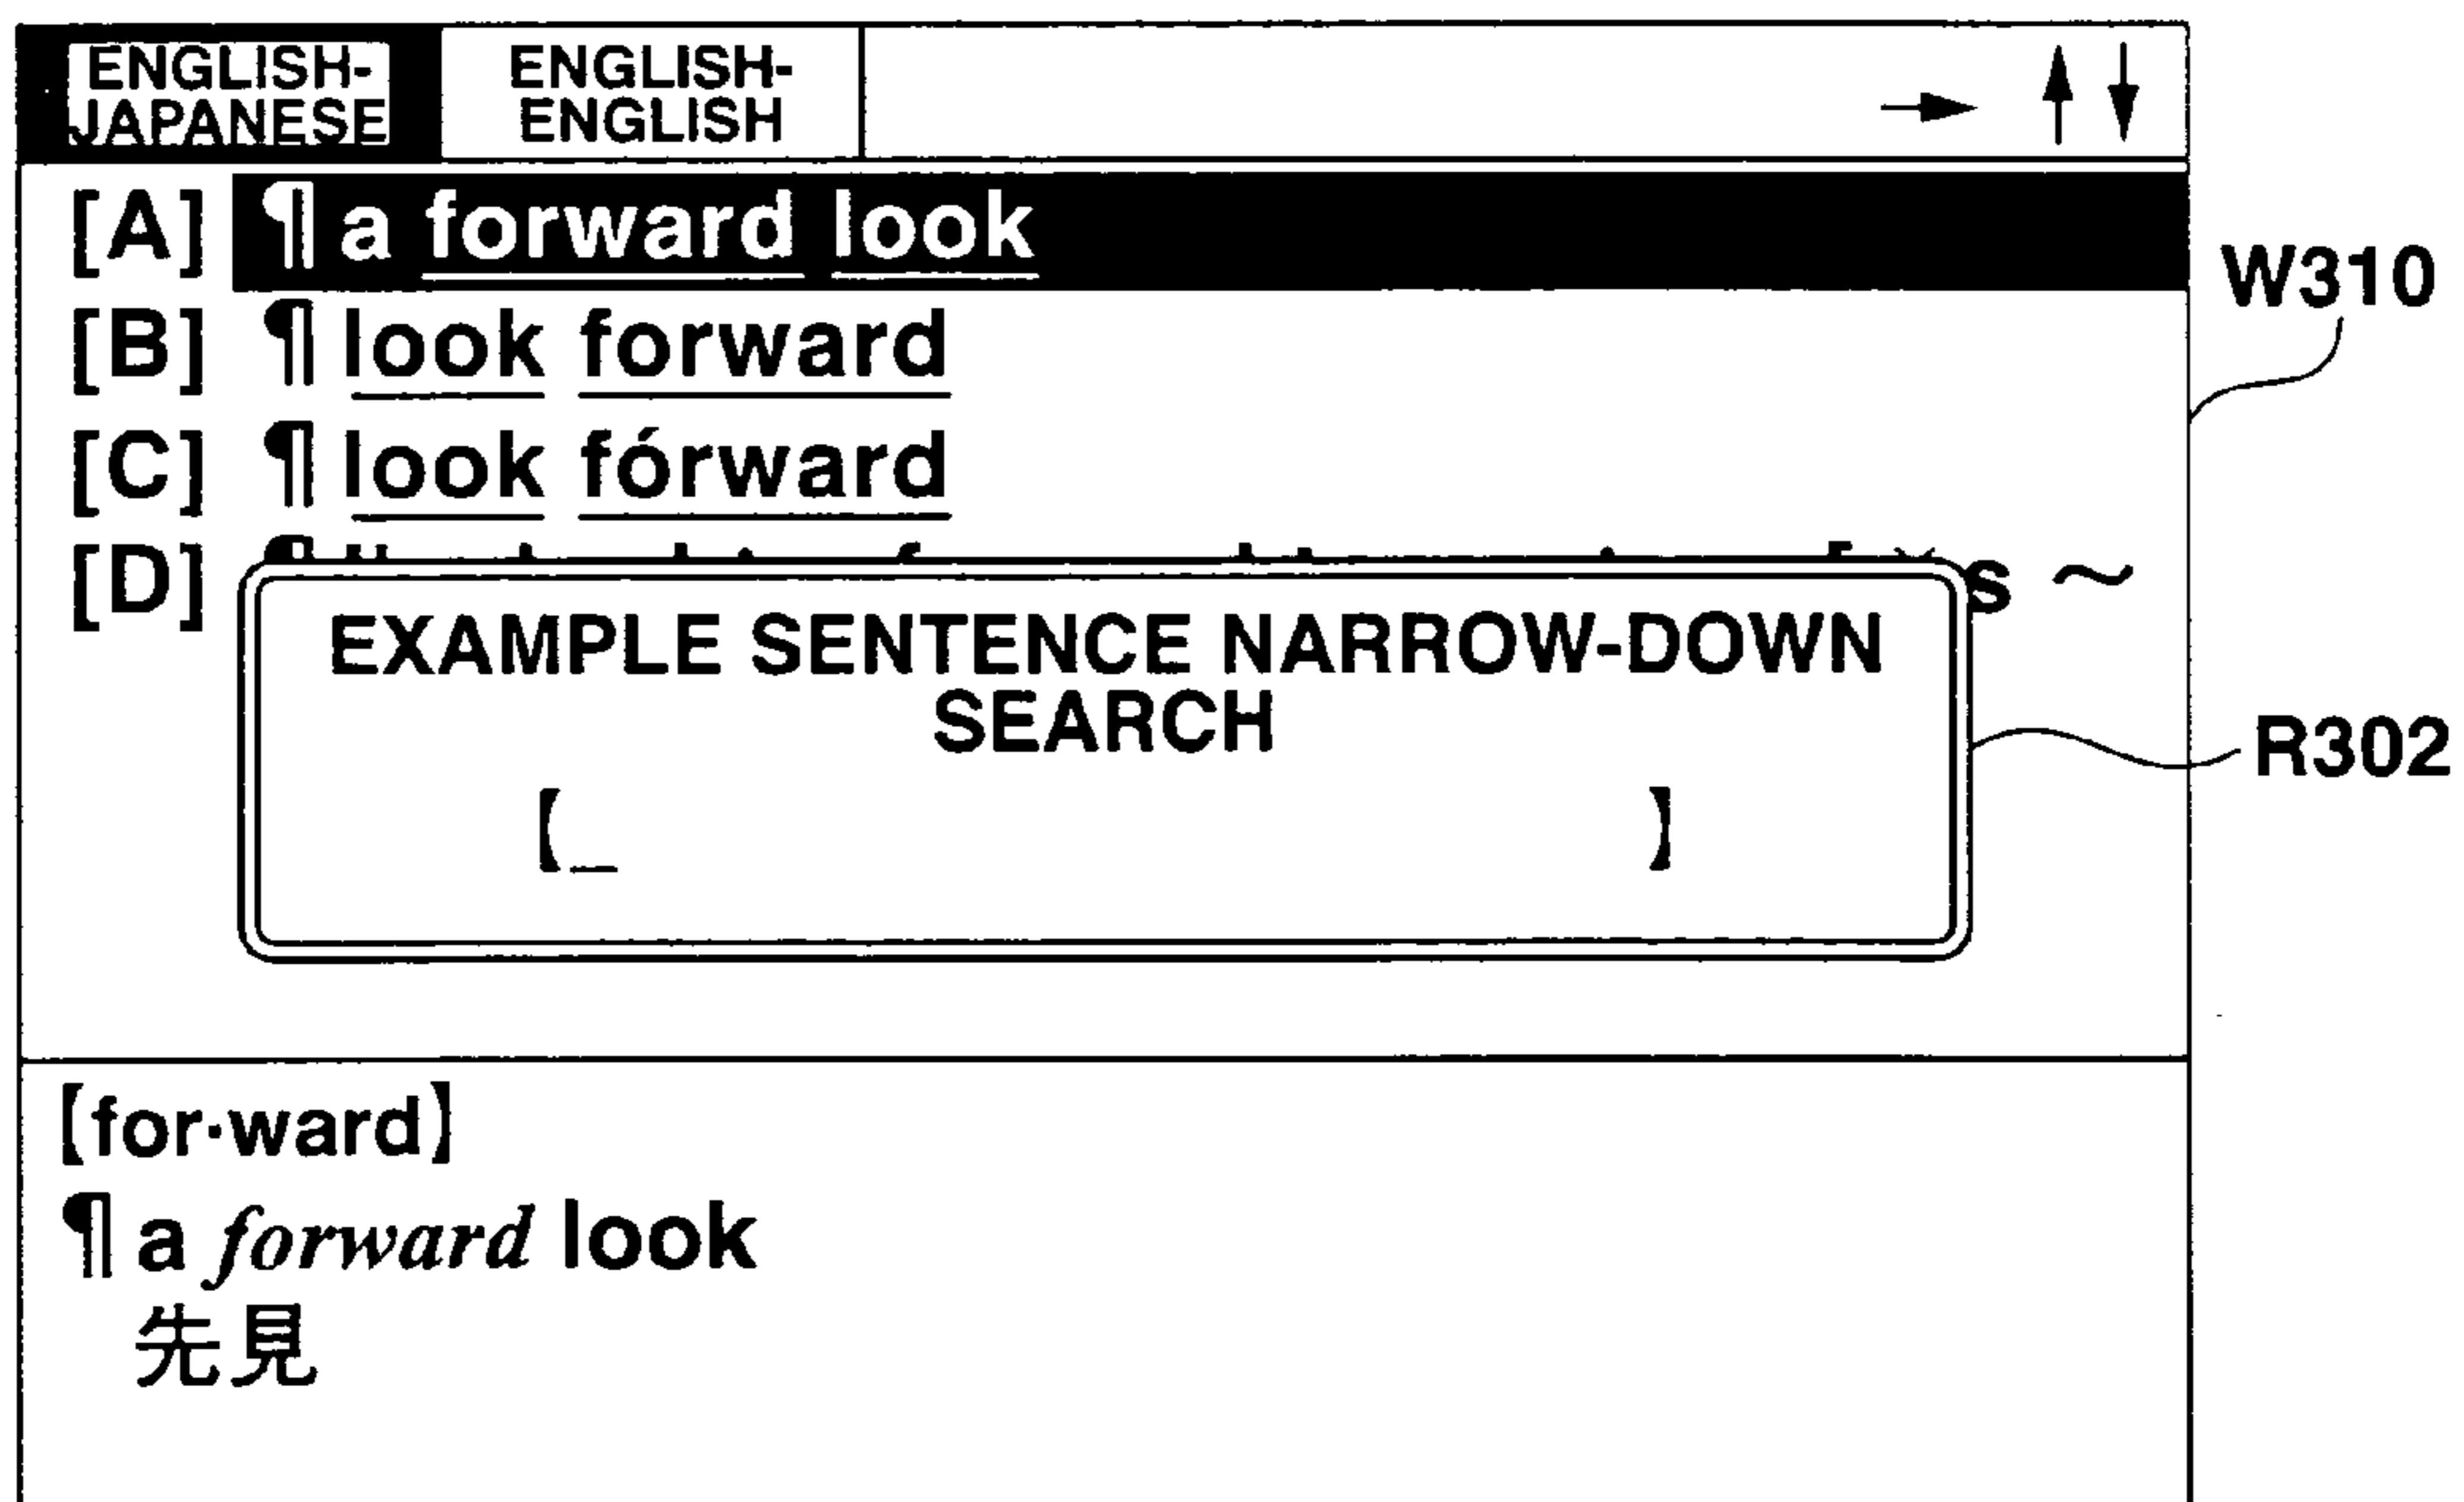 ENGLISH-
JAPANESE
ENGLISH-
ENGLISH
→ ↑ ↓
[A] ¶ a forward look
[B] ¶ look forward
[C] ¶ look fórward
[D]
s ~
EXAMPLE SENTENCE NARROW-DOWN
SEARCH
【_ 】
W310
R302
【for·ward】
¶ a forward look
先見